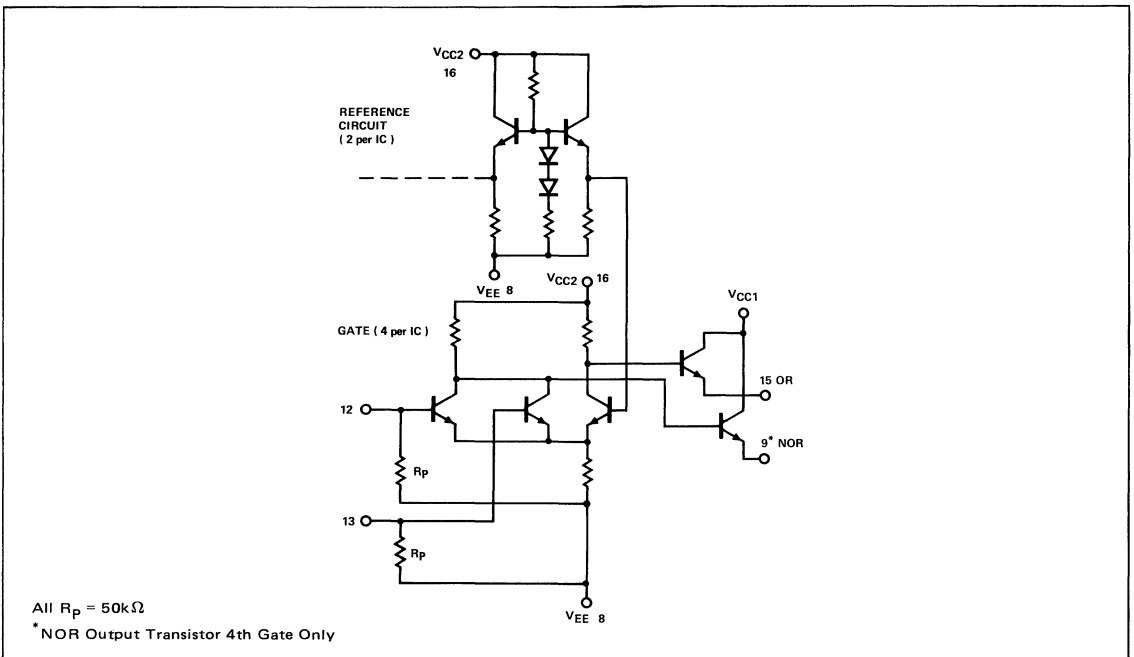 VCC2
16
REFERENCE
CIRCUIT
( 2 per IC )
VEE 8
VCC2 16
VCC1
GATE ( 4 per IC )
15 OR
12
9* NOR
RP
13
RP
VEE 8
All RP = 50kΩ
*NOR Output Transistor 4th Gate Only